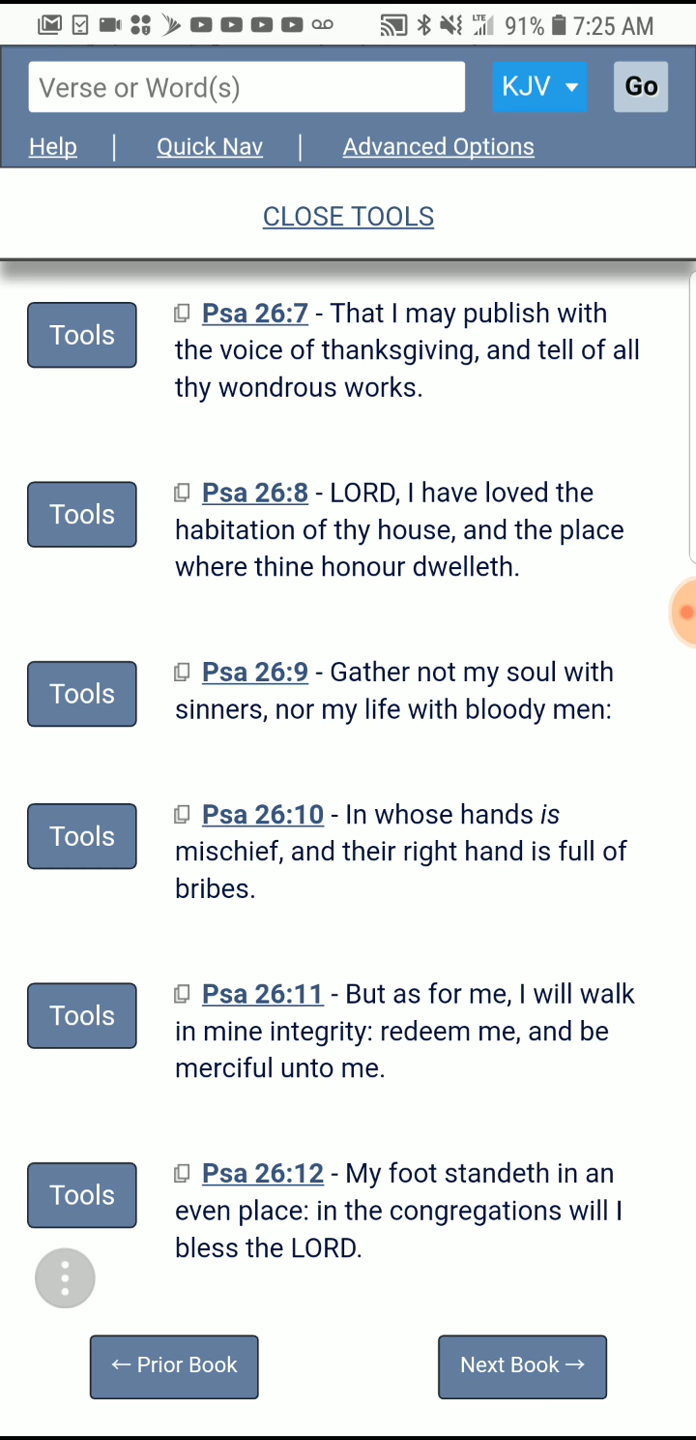 LTE 91% 7:25 AM
Verse or Word(s) KJV Go
Help | Quick Nav | Advanced Options
CLOSE TOOLS
Tools
Psa 26:7 - That I may publish with
the voice of thanksgiving, and tell of all
thy wondrous works.
Tools
Psa 26:8 - LORD, I have loved the
habitation of thy house, and the place
where thine honour dwelleth.
Tools
Psa 26:9 - Gather not my soul with
sinners, nor my life with bloody men:
Tools
Psa 26:10 - In whose hands is
mischief, and their right hand is full of
bribes.
Tools
Psa 26:11 - But as for me, I will walk
in mine integrity: redeem me, and be
merciful unto me.
Tools
Psa 26:12 - My foot standeth in an
even place: in the congregations will I
bless the LORD.
← Prior Book Next Book →